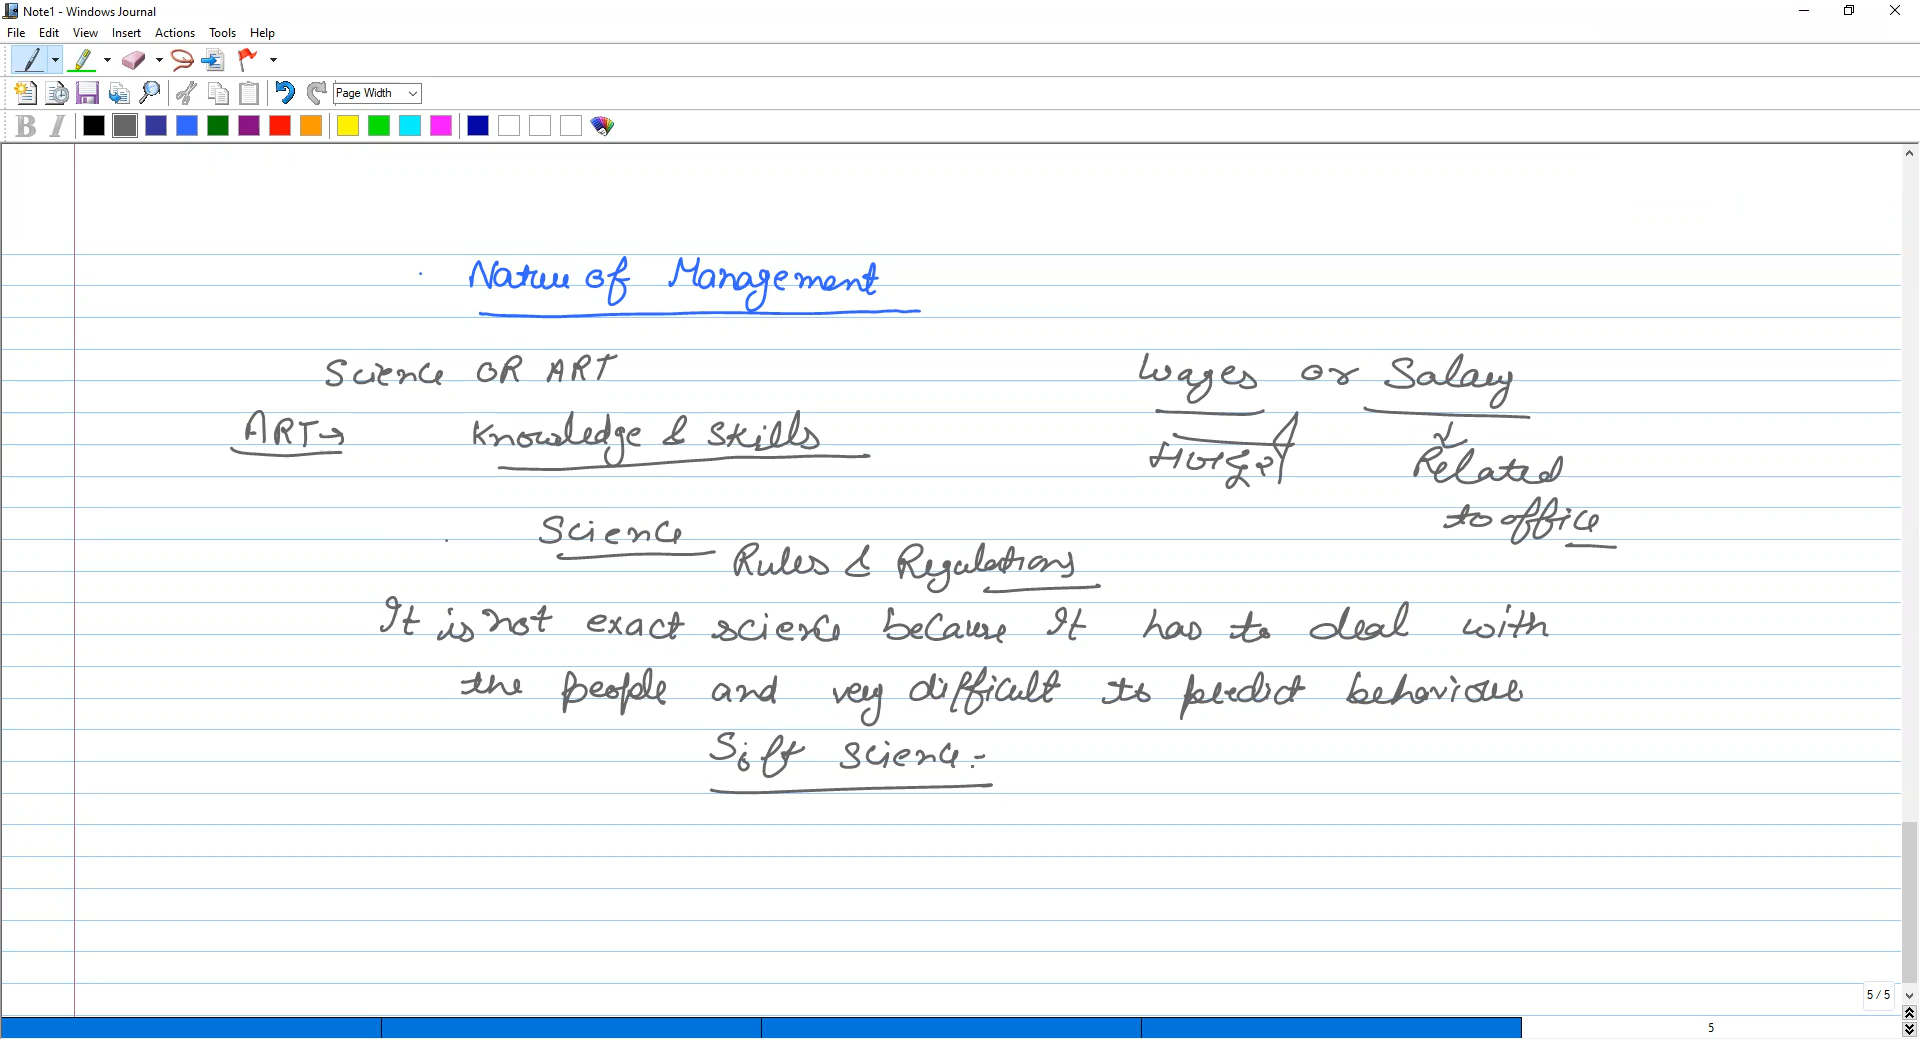 Note1 - Windows Journal
File Edit View Insert Actions Tools Help
Page Width
B I
Nature of Management
Science OR ART
ART→ Knowledge & Skills
Wages or Salary
मजदूरी
Related
to office
Science
Rules & Regulations
It is not exact science because It has to deal with
the people and very difficult to predict behaviour
Soft science:-
5 / 5
5